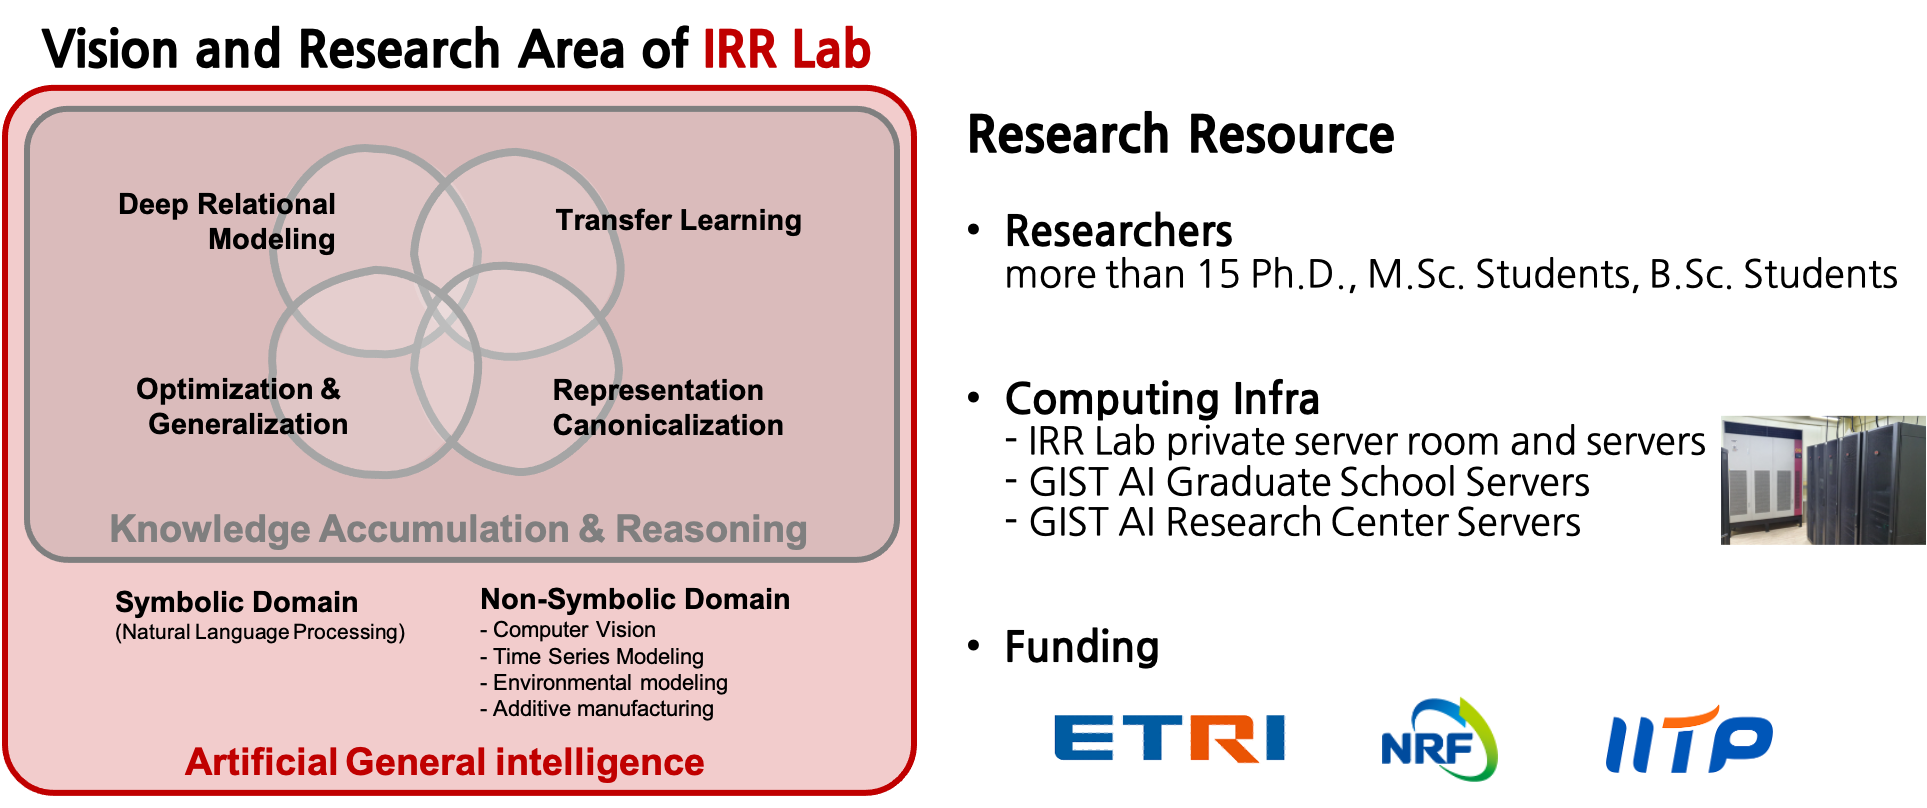 Vision and Research Area of IRR Lab
Deep Relational
Modeling
Transfer Learning
Optimization &
Generalization
Representation
Canonicalization
Knowledge Accumulation & Reasoning
Symbolic Domain
(Natural Language Processing)
Non-Symbolic Domain
- Computer Vision
- Time Series Modeling
- Environmental modeling
- Additive manufacturing
Artificial General intelligence
Research Resource
• Researchers
more than 15 Ph.D., M.Sc. Students, B.Sc. Students
• Computing Infra
- IRR Lab private server room and servers
- GIST AI Graduate School Servers
- GIST AI Research Center Servers
• Funding
ETRI
NRF
IITP